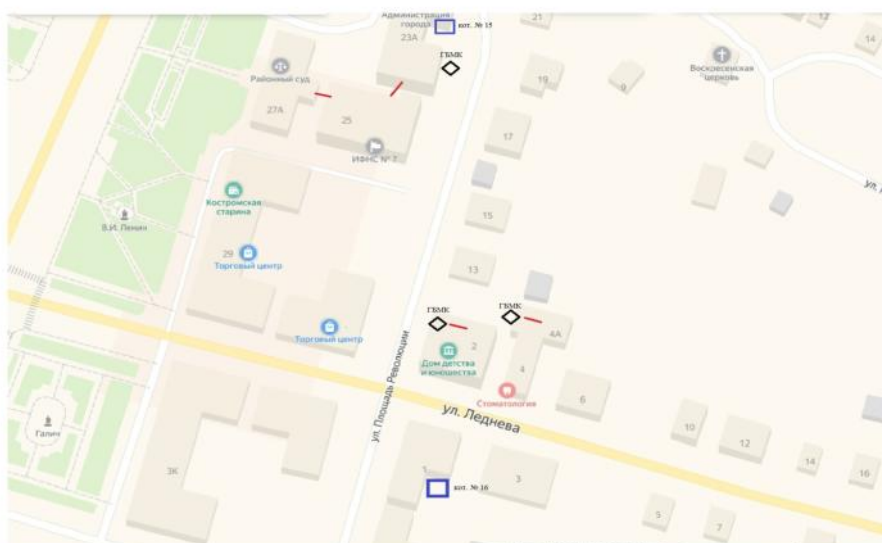 Администрация
города
23А
кот. № 15
21
12
14
ГБМК
Районный суд
27А
25
ИФНС № 7
19
9
Воскресенская
церковь
17
Костромская
старина
В.И. Ленин
15
29
Торговый центр
13
Торговый центр
ул. Площадь Революции
ГБМК
ГБМК
2
4А
Дом детства
и юношества
4
Стоматология
6
ул. Леднева
10
12
14
16
Галич
3К
1
3
кот. № 16
5
7